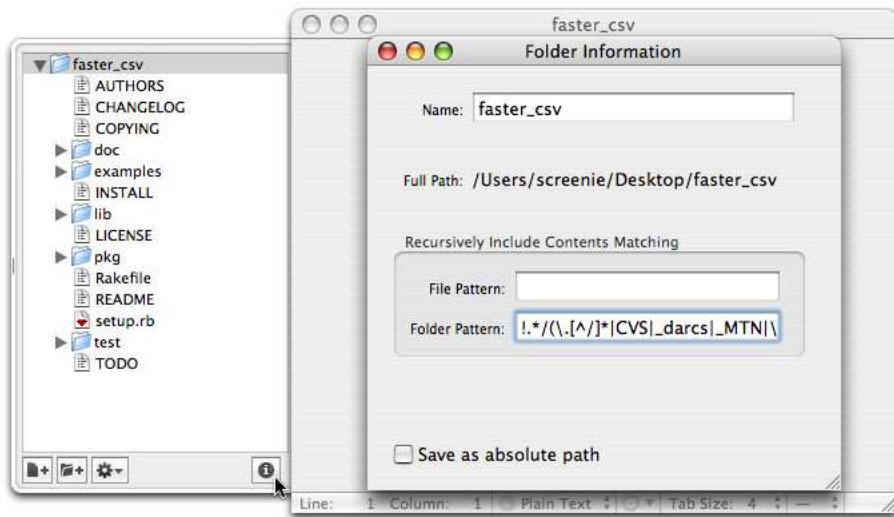 faster_csv
AUTHORS
CHANGELOG
COPYING
doc
examples
INSTALL
lib
LICENSE
pkg
Rakefile
README
setup.rb
test
TODO
faster_csv
Folder Information
Name: faster_csv
Full Path: /Users/screenie/Desktop/faster_csv
Recursively Include Contents Matching
File Pattern:
Folder Pattern: !.*/(\.[^/]*|CVS|_darcs|_MTN|\
Save as absolute path
Line: 1 Column: 1 Plain Text Tab Size: 4 —